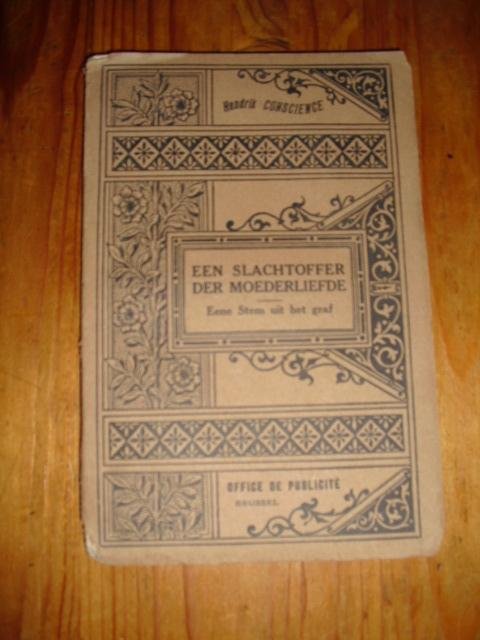 Hendrik CONSCIENCE
EEN SLACHTOFFER
DER MOEDERLIEFDE
Eene Stem uit het graf
OFFICE DE PUBLICITÉ
BRUSSEL